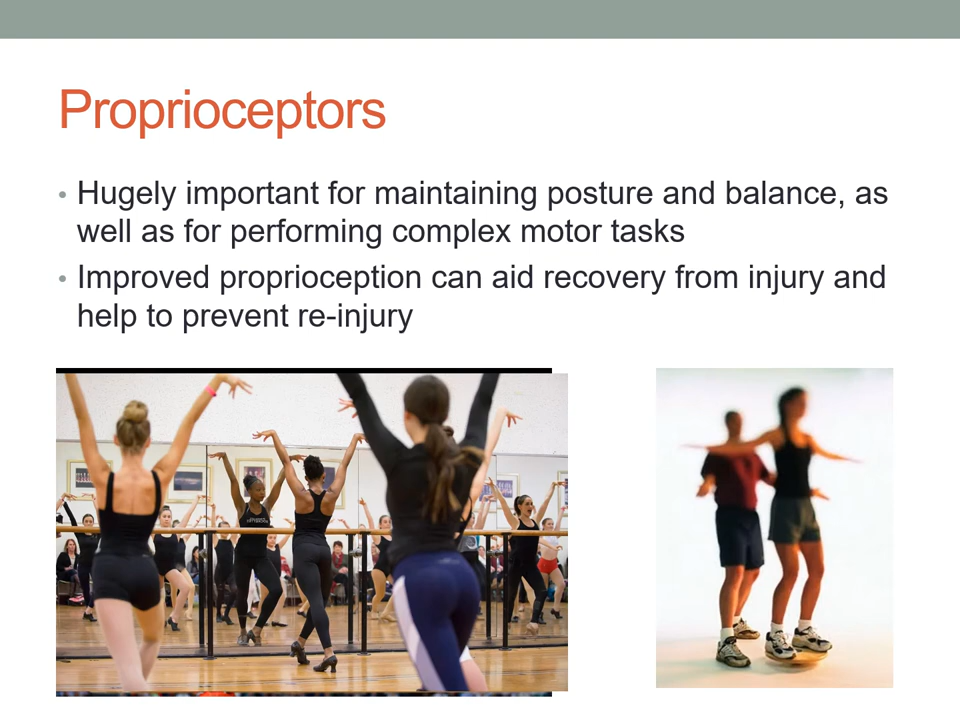 Proprioceptors
• Hugely important for maintaining posture and balance, as
well as for performing complex motor tasks
• Improved proprioception can aid recovery from injury and
help to prevent re-injury